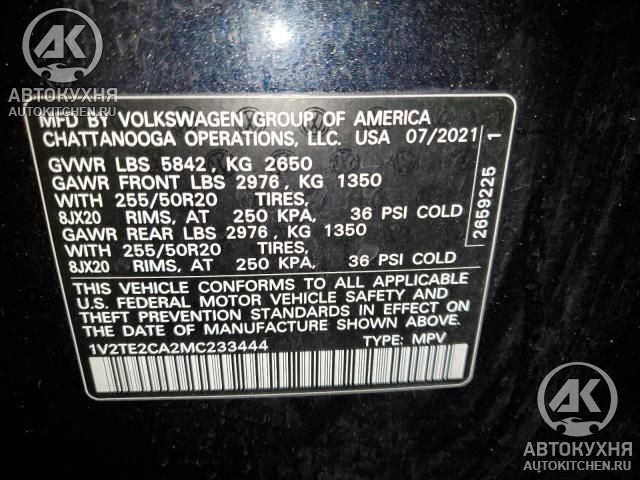 AK
АВТОКУХНЯ
AUTOKITCHEN.RU
MFD BY VOLKSWAGEN GROUP OF AMERICA
CHATTANOOGA OPERATIONS, LLC. USA 07/2021
GVWR LBS 5842, KG 2650
GAWR FRONT LBS 2976, KG 1350
WITH 255/50R20 TIRES,
8JX20 RIMS, AT 250 KPA, 36 PSI COLD
GAWR REAR LBS 2976, KG 1350
WITH 255/50R20 TIRES,
8JX20 RIMS, AT 250 KPA, 36 PSI COLD
THIS VEHICLE CONFORMS TO ALL APPLICABLE
U.S. FEDERAL MOTOR VEHICLE SAFETY AND
THEFT PREVENTION STANDARDS IN EFFECT ON
THE DATE OF MANUFACTURE SHOWN ABOVE.
1V2TE2CA2MC233444 TYPE: MPV
2659225 1
AK
АВТОКУХНЯ
AUTOKITCHEN.RU